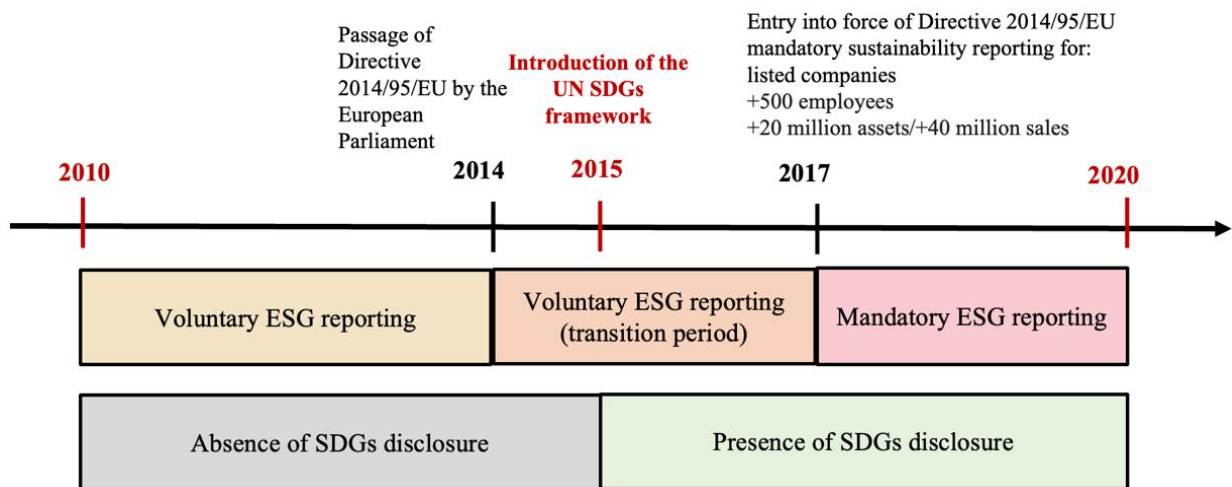 Passage of
Directive
2014/95/EU by the
European
Parliament
Introduction of the
UN SDGs
framework
Entry into force of Directive 2014/95/EU
mandatory sustainability reporting for:
listed companies
+500 employees
+20 million assets/+40 million sales
2010
2014
2015
2017
2020
Voluntary ESG reporting
Voluntary ESG reporting
(transition period)
Mandatory ESG reporting
Absence of SDGs disclosure
Presence of SDGs disclosure